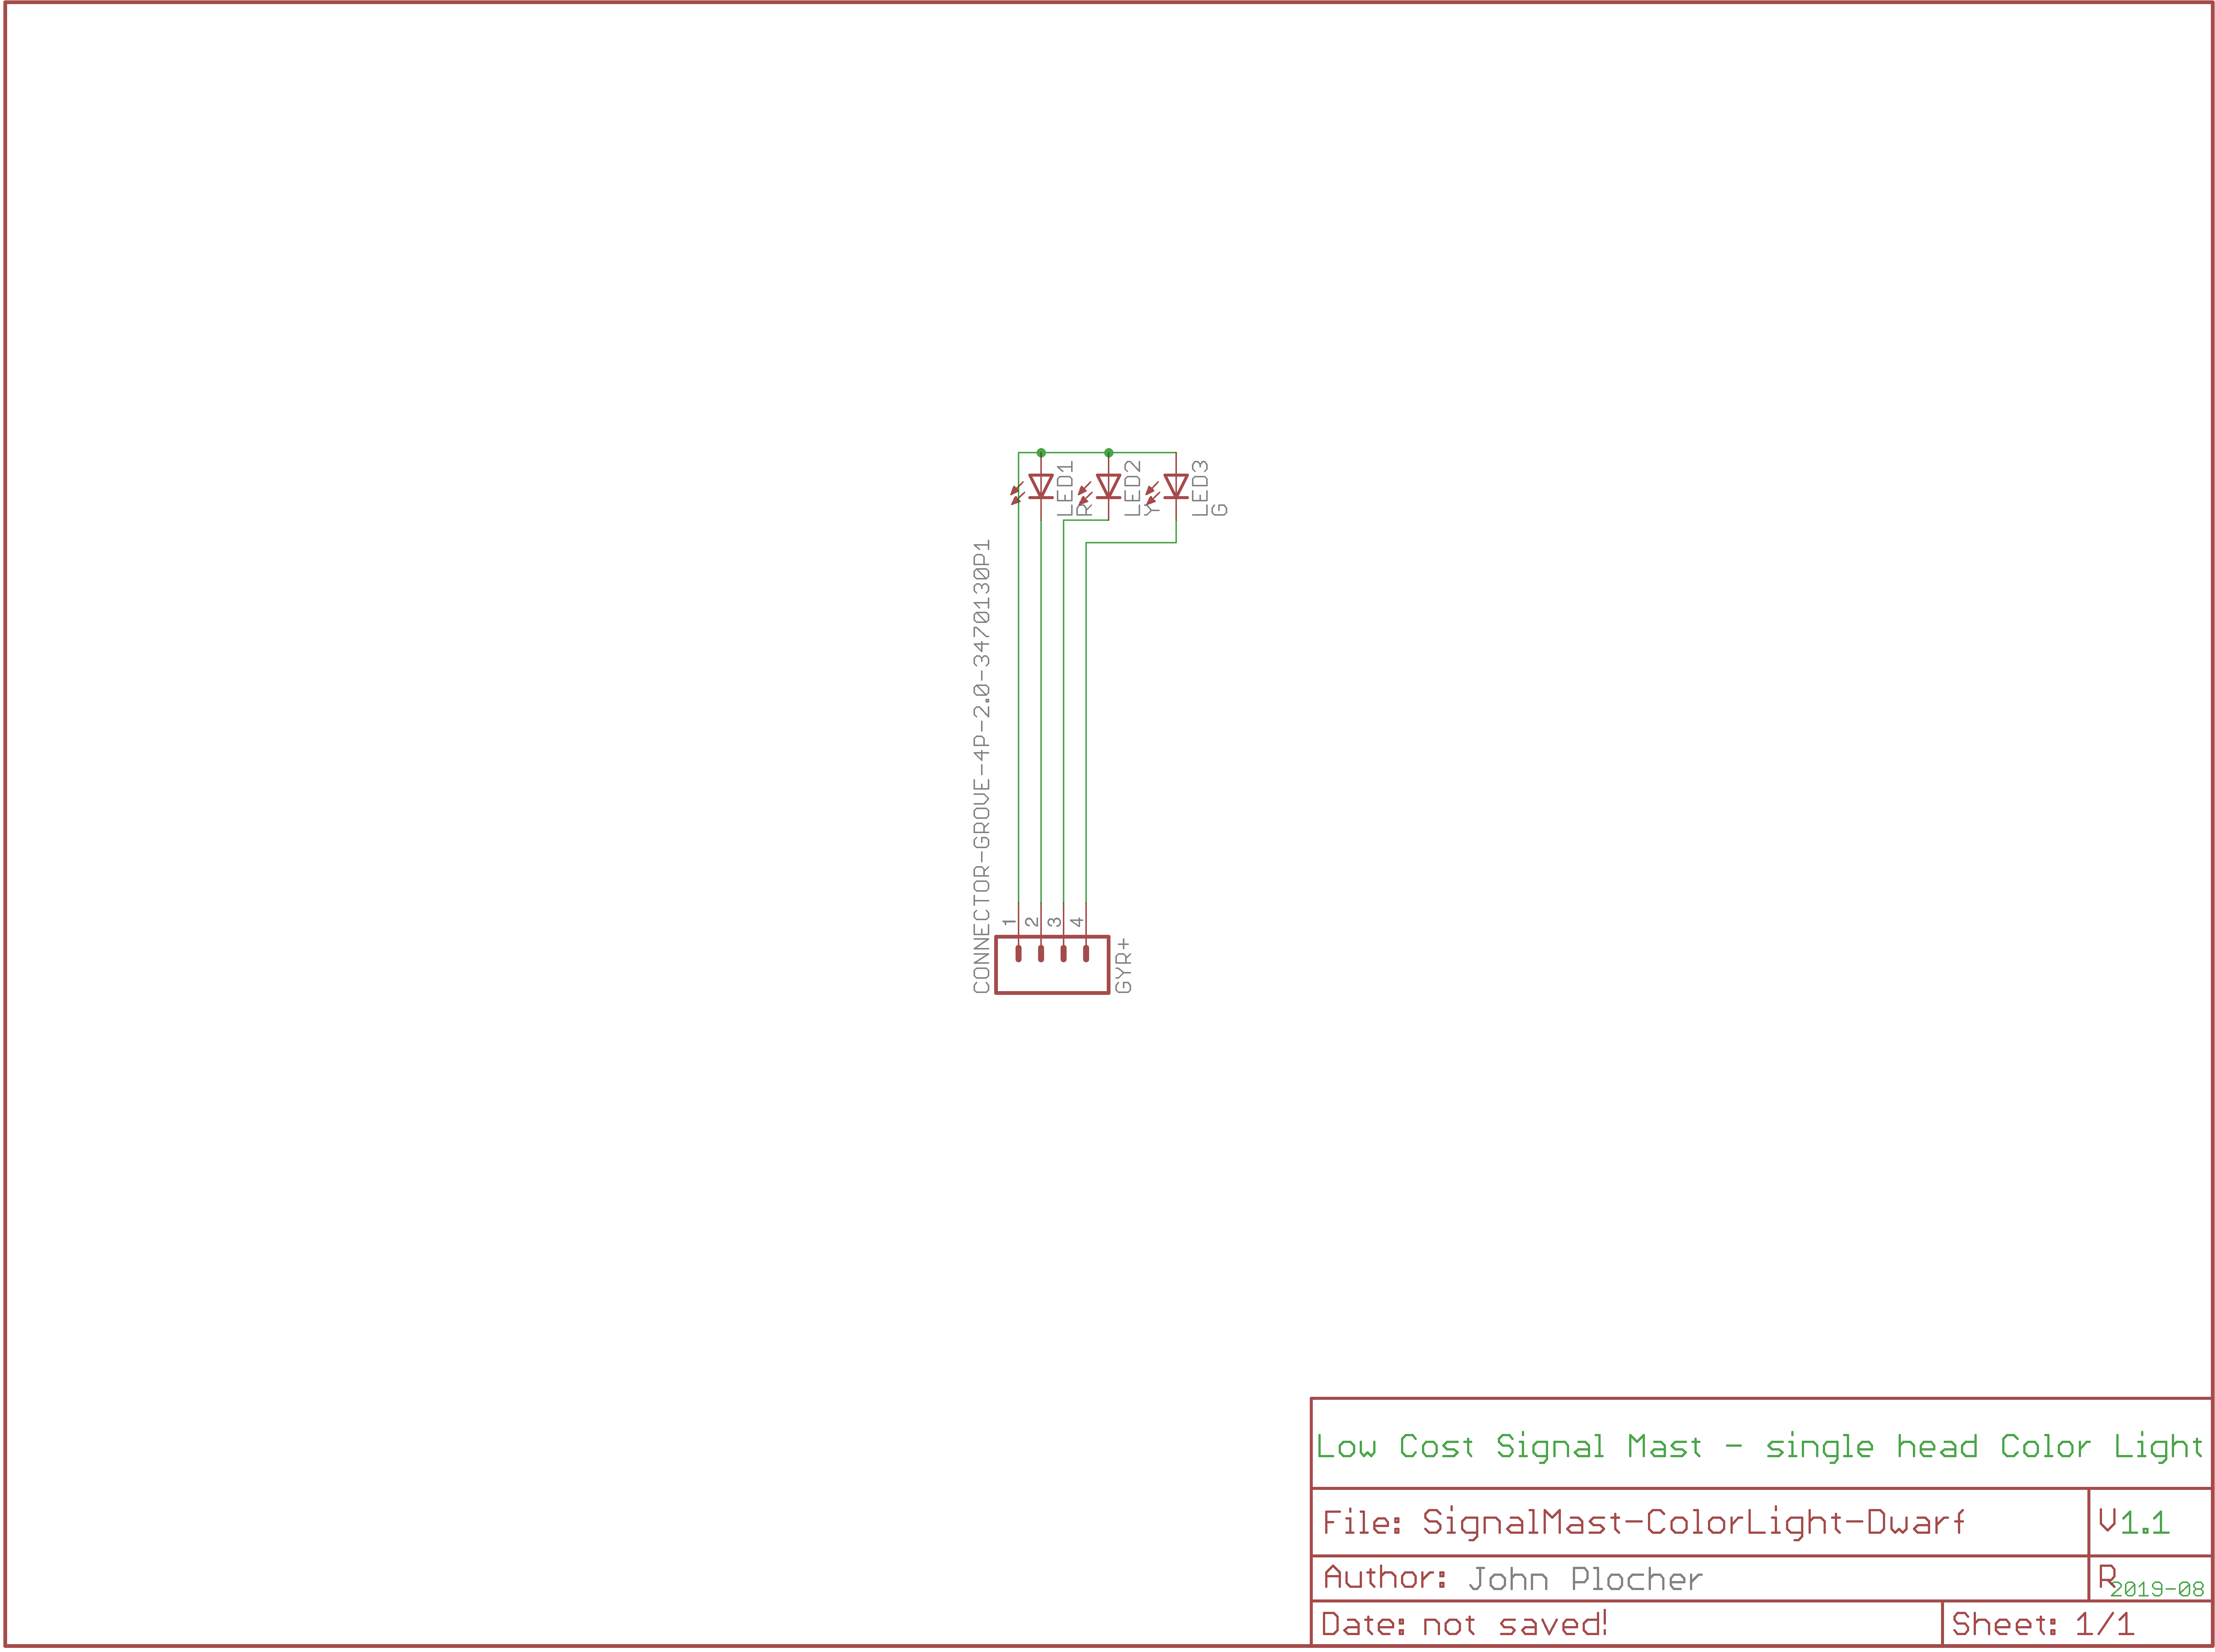 LED1
R
LED2
Y
LED3
G
CONNECTOR-GROVE-4P-2.0-3470130P1
1
2
3
4
GYR+
Low Cost Signal Mast - single head Color Light
File: SignalMast-ColorLight-Dwarf
V1.1
Author: John Plocher
R 2019-08
Date: not saved!
Sheet: 1/1